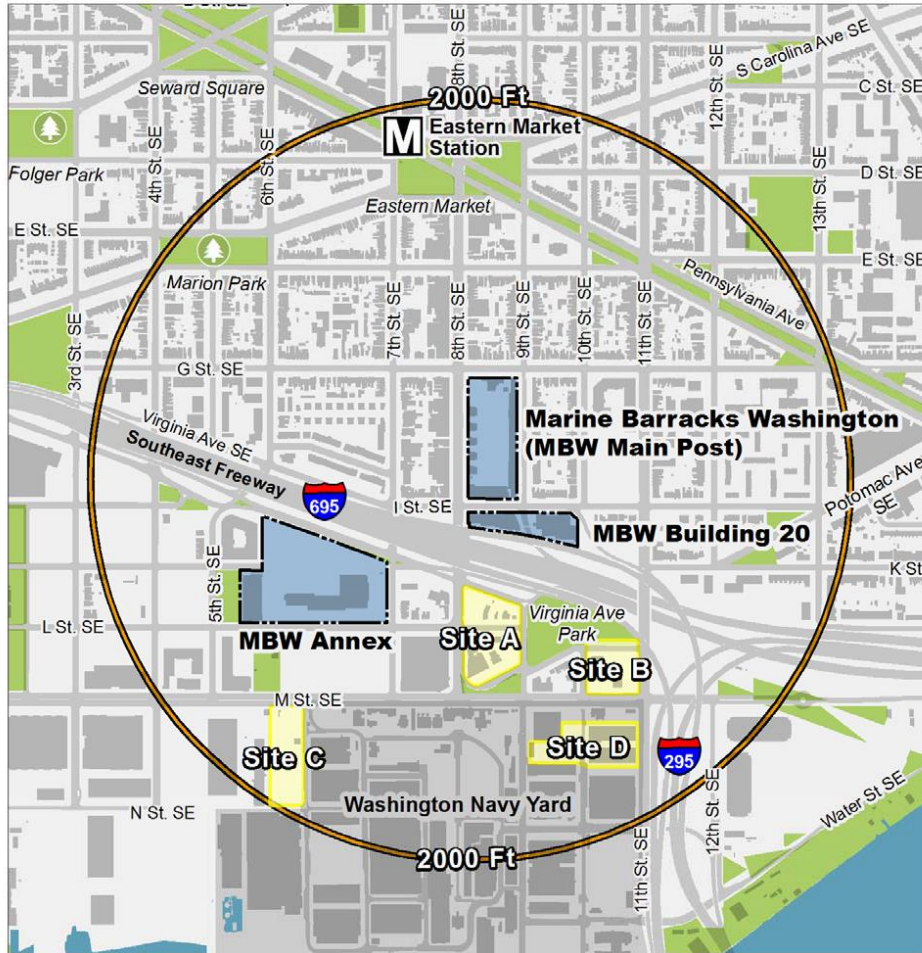 D St. SE
8th St. SE
12th St. SE
S Carolina Ave SE
C St. SE
Seward Square
2000 Ft
M
Eastern Market
Station
4th St. SE
6th St. SE
Folger Park
D St. SE
13th St. SE
Eastern Market
E St. SE
E St. SE
Marion Park
Pennsylvania Ave
3rd St. SE
7th St. SE
8th St. SE
9th St. SE
10th St. SE
11th St. SE
G St. SE
Virginia Ave SE
Southeast Freeway
Marine Barracks Washington
(MBW Main Post)
Potomac Ave
SE
695
I St. SE
MBW Building 20
5th St. SE
K St
L St. SE
MBW Annex
Virginia Ave
Park
Site A
Site B
M St. SE
Site C
Site D
295
Washington Navy Yard
N St. SE
Water St SE
2000 Ft
11th St. SE
12th St. SE